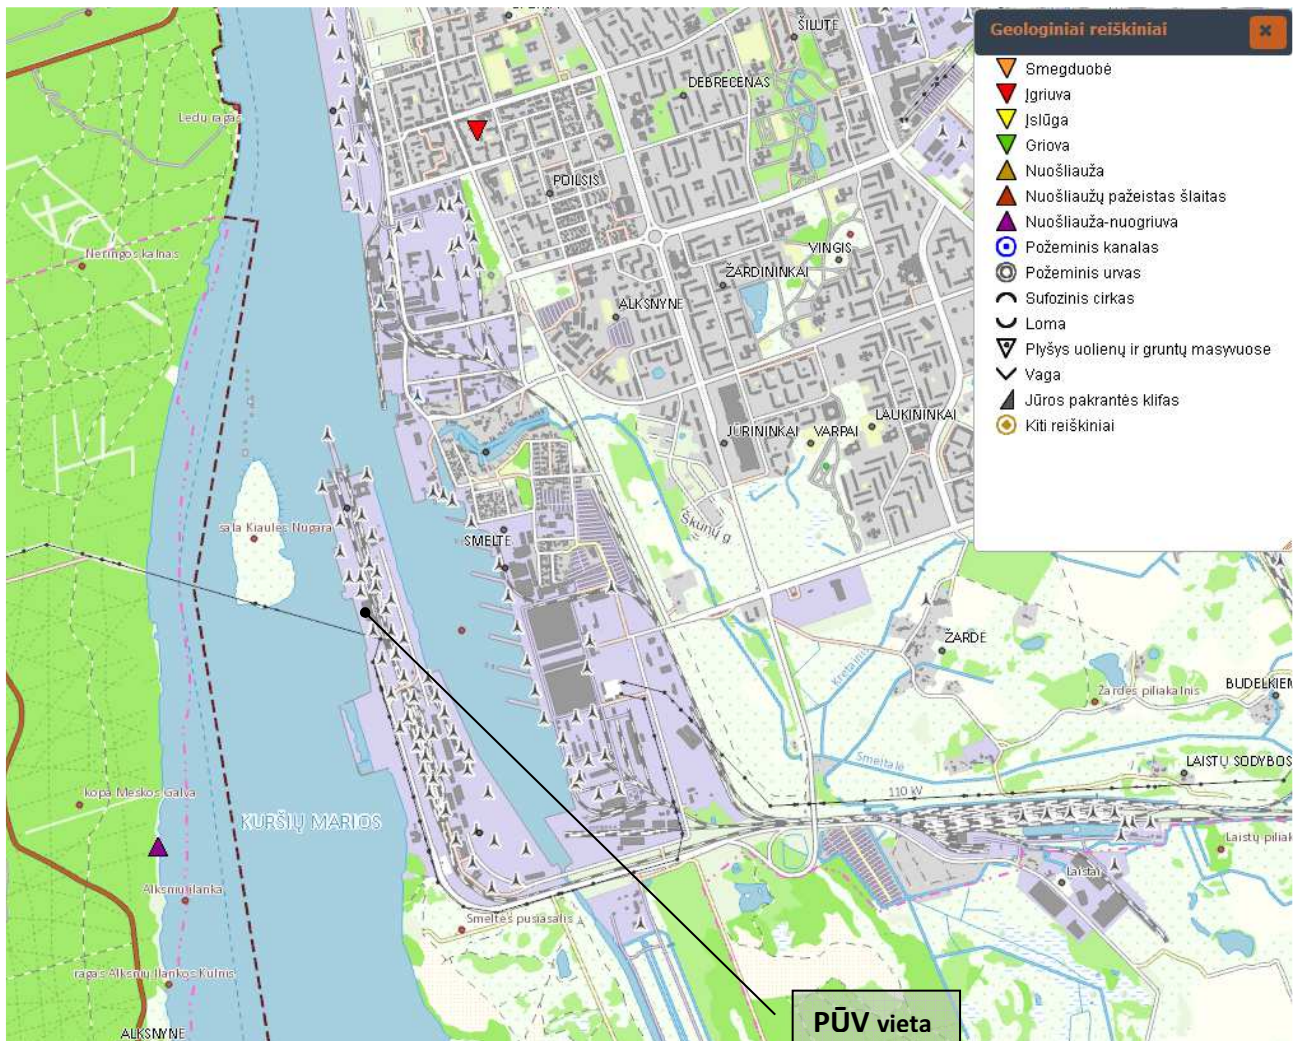 Geologiniai reiškiniai
Smegduobė
Įgriuva
Įslūga
Griova
Nuošliauža
Nuošliaužų pažeistas šlaitas
Nuošliauža-nuogriuva
Požeminis kanalas
Požeminis urvas
Sufozinis cirkas
Loma
Plyšys uolienų ir gruntų masyvuose
Vaga
Jūros pakrantės klifas
Kiti reiškiniai
ŠILUTĖ
DEBRECENAS
Ledų ragas
POILSIS
VINGIS
Neringos kalnas
ŽARDININKAI
ALKSNYNĖ
LAUKININKAI
JŪRININKAI
VARPAI
sala Kiaulės Nugara
Škūnų g
SMELTĖ
ŽARDĖ
Kretainis
Žardės piliakalnis
BUDELKIEM
Smeltalė
LAISTŲ SODYBOS
110 kV
kopa Meškos Galva
KURŠIŲ MARIOS
Laistų piliak
Laistai
Alksnių įlanka
Smeltės pusiasalis
ragas Alksnių Įlankos Kulnis
PŪV vieta
ALKSNYNĖ